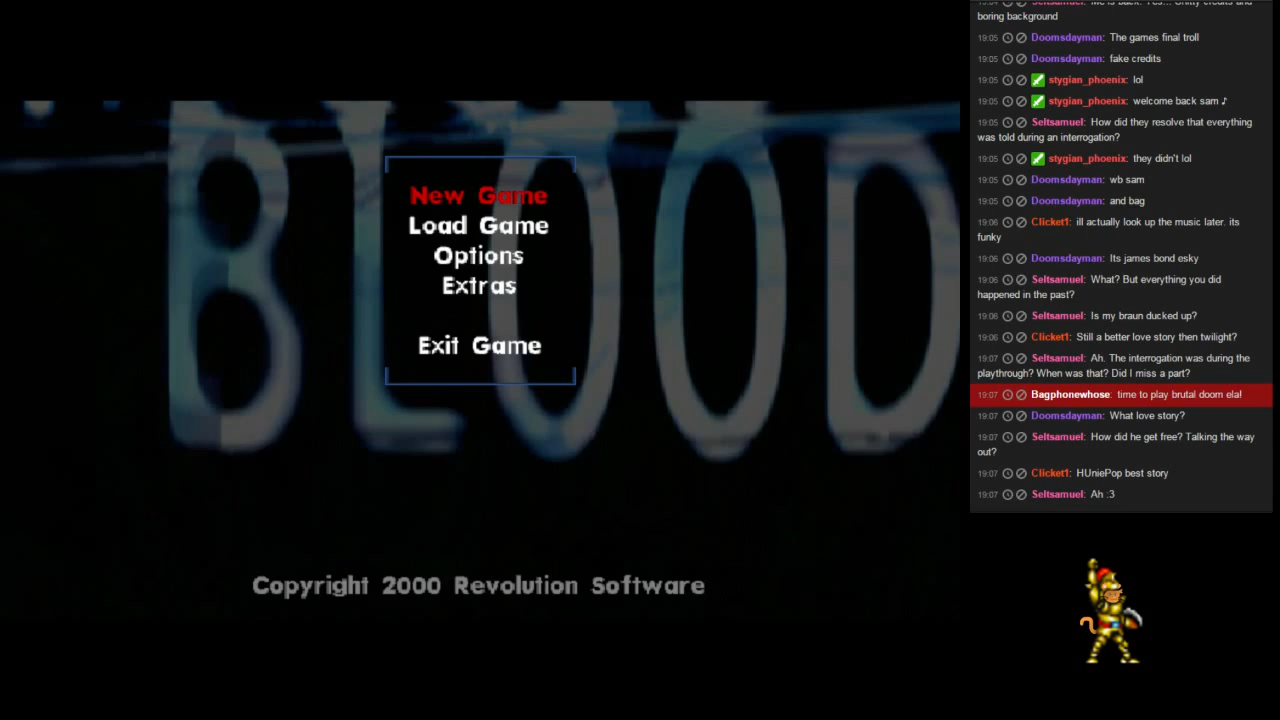 BLOOD
New Game
Load Game
Options
Extras
Exit Game
Copyright 2000 Revolution Software
boring background
19:05 Doomsdayman: The games final troll
19:05 Doomsdayman: fake credits
19:05 stygian_phoenix: lol
19:05 stygian_phoenix: welcome back sam ♪
19:05 Seltsamuel: How did they resolve that everything
was told during an interrogation?
19:05 stygian_phoenix: they didn't lol
19:05 Doomsdayman: wb sam
19:05 Doomsdayman: and bag
19:06 Clicket1: ill actually look up the music later. its
funky
19:06 Doomsdayman: Its james bond esky
19:06 Seltsamuel: What? But everything you did
happened in the past?
19:06 Seltsamuel: Is my braun ducked up?
19:06 Clicket1: Still a better love story then twilight?
19:07 Seltsamuel: Ah. The interrogation was during the
playthrough? When was that? Did I miss a part?
19:07 Bagphonewhose: time to play brutal doom ela!
19:07 Doomsdayman: What love story?
19:07 Seltsamuel: How did he get free? Talking the way
out?
19:07 Clicket1: HUniePop best story
19:07 Seltsamuel: Ah :3